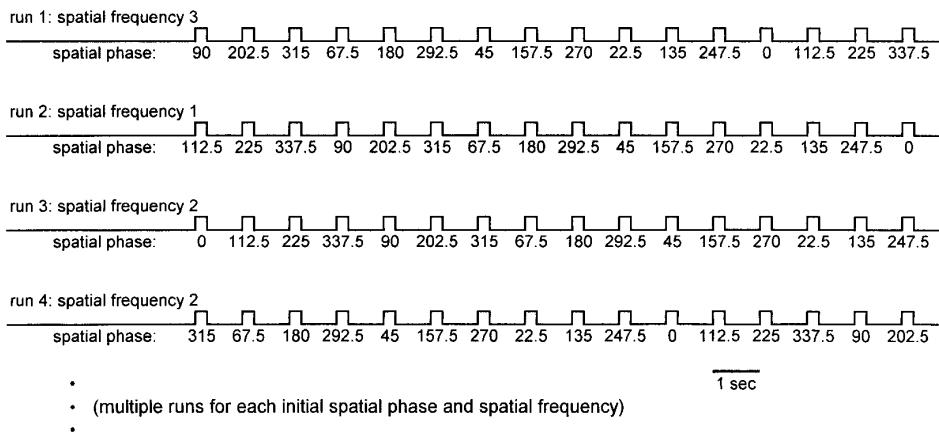 run 1: spatial frequency 3
spatial phase: 90 202.5 315 67.5 180 292.5 45 157.5 270 22.5 135 247.5 0 112.5 225 337.5
run 2: spatial frequency 1
spatial phase: 112.5 225 337.5 90 202.5 315 67.5 180 292.5 45 157.5 270 22.5 135 247.5 0
run 3: spatial frequency 2
spatial phase: 0 112.5 225 337.5 90 202.5 315 67.5 180 292.5 45 157.5 270 22.5 135 247.5
run 4: spatial frequency 2
spatial phase: 315 67.5 180 292.5 45 157.5 270 22.5 135 247.5 0 112.5 225 337.5 90 202.5
1 sec
(multiple runs for each initial spatial phase and spatial frequency)